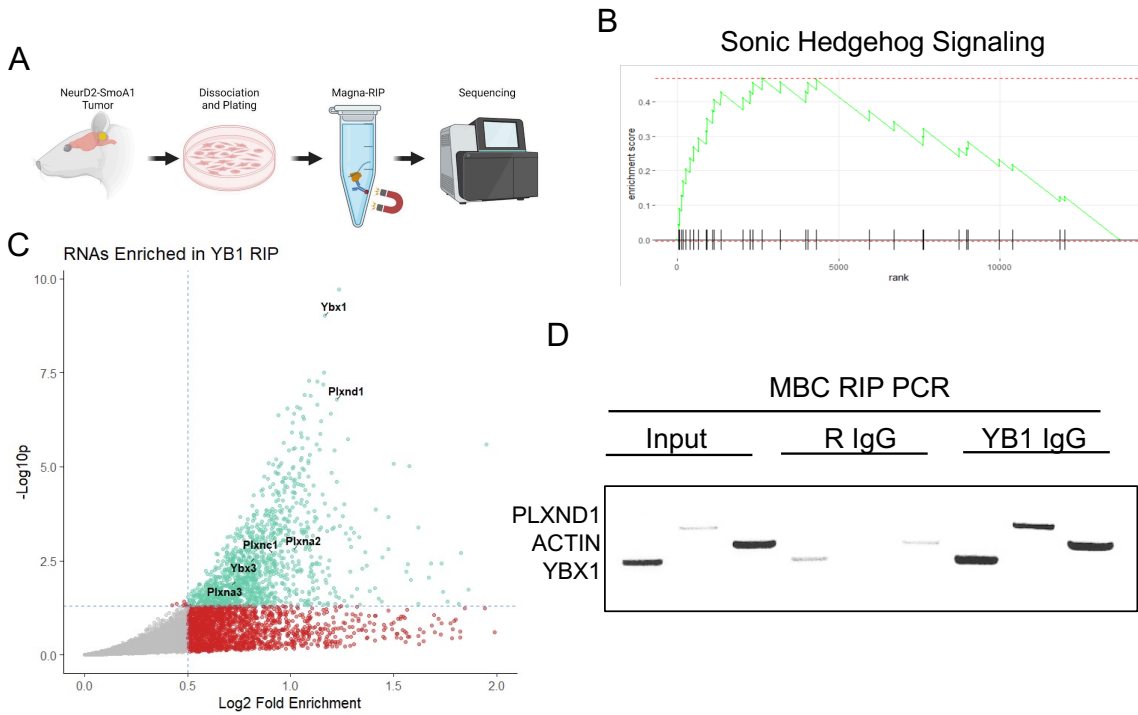 A
NeurD2-SmoA1
Tumor
Dissociation
and Plating
Magna-RIP
Sequencing
B
Sonic Hedgehog Signaling
enrichment score
0.4
0.3
0.2
0.1
0.0
0
5000
10000
rank
C
RNAs Enriched in YB1 RIP
-Log10p
10.0
7.5
5.0
2.5
0.0
Ybx1
Plxnd1
Plxnc1
Plxna2
Ybx3
Plxna3
0.0
0.5
1.0
1.5
2.0
Log2 Fold Enrichment
D
MBC RIP PCR
Input
R IgG
YB1 IgG
PLXND1
ACTIN
YBX1